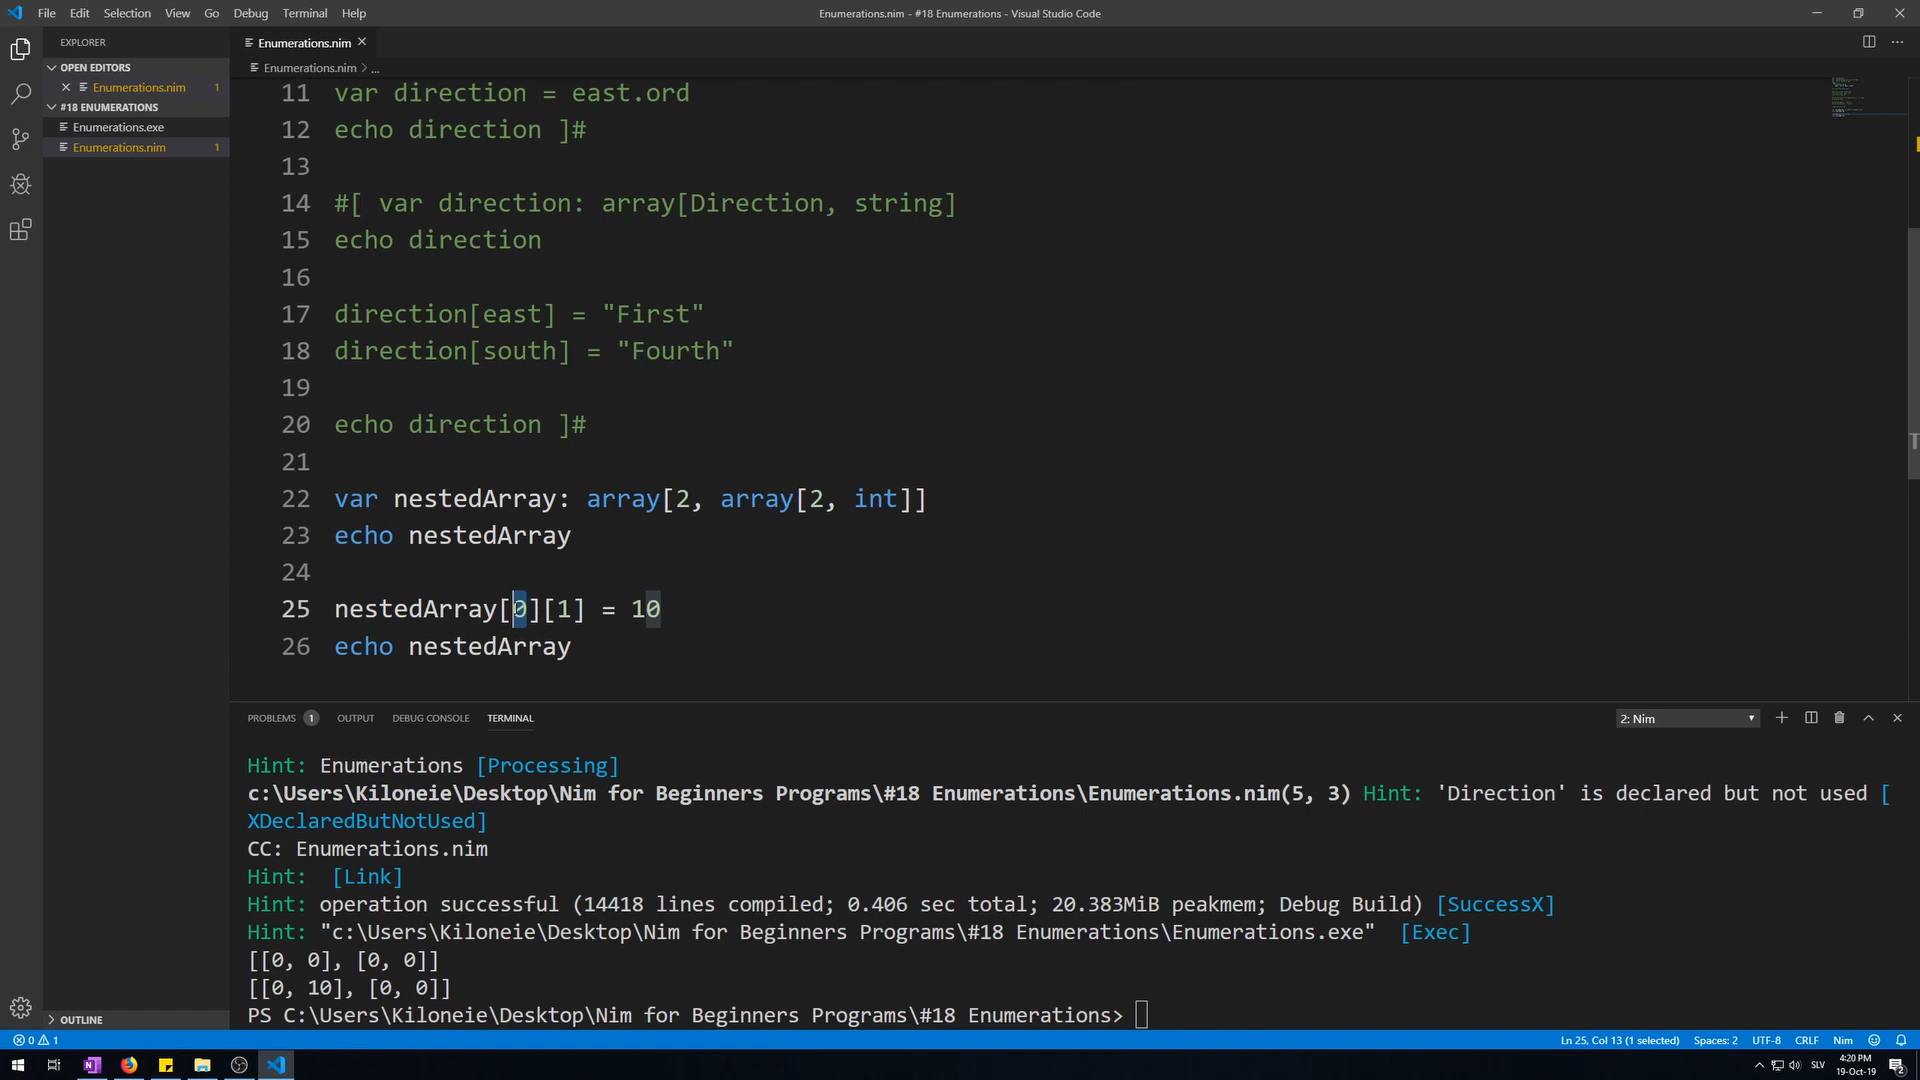 File Edit Selection View Go Debug Terminal Help
Enumerations.nim - #18 Enumerations - Visual Studio Code
EXPLORER
OPEN EDITORS
Enumerations.nim 1
#18 ENUMERATIONS
Enumerations.exe
Enumerations.nim 1
OUTLINE
Enumerations.nim
Enumerations.nim > ...
11 var direction = east.ord
12 echo direction ]#
13
14 #[ var direction: array[Direction, string]
15 echo direction
16
17 direction[east] = "First"
18 direction[south] = "Fourth"
19
20 echo direction ]#
21
22 var nestedArray: array[2, array[2, int]]
23 echo nestedArray
24
25 nestedArray[0][1] = 10
26 echo nestedArray
PROBLEMS 1 OUTPUT DEBUG CONSOLE TERMINAL
2: Nim
Hint: Enumerations [Processing]
c:\Users\Kiloneie\Desktop\Nim for Beginners Programs\#18 Enumerations\Enumerations.nim(5, 3) Hint: 'Direction' is declared but not used [
XDeclaredButNotUsed]
CC: Enumerations.nim
Hint:  [Link]
Hint: operation successful (14418 lines compiled; 0.406 sec total; 20.383MiB peakmem; Debug Build) [SuccessX]
Hint: "c:\Users\Kiloneie\Desktop\Nim for Beginners Programs\#18 Enumerations\Enumerations.exe"  [Exec]
[[0, 0], [0, 0]]
[[0, 10], [0, 0]]
PS C:\Users\Kiloneie\Desktop\Nim for Beginners Programs\#18 Enumerations>
0 1
Ln 25, Col 13 (1 selected) Spaces: 2 UTF-8 CRLF Nim
SLV
4:20 PM
19-Oct-19
2